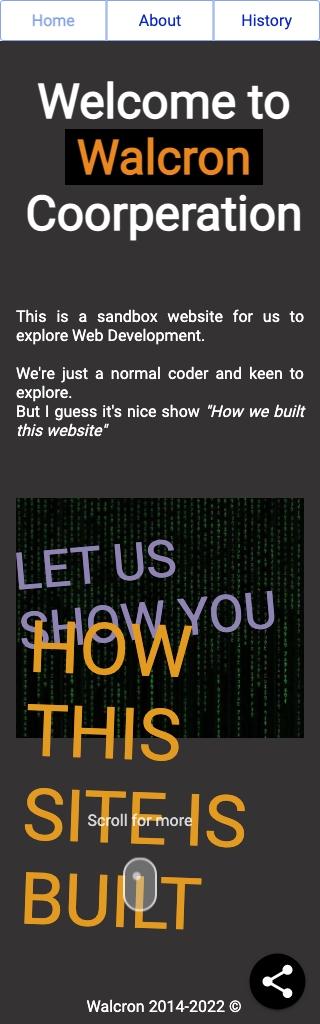 Home About History
Welcome to
Walcron
Coorperation
This is a sandbox website for us to
explore Web Development.
We're just a normal coder and keen to
explore.
But I guess it's nice show "How we built
this website"
LET US
SHOW YOU
HOW
THIS
SITE IS
BUILT
Scroll for more
Walcron 2014-2022 ©